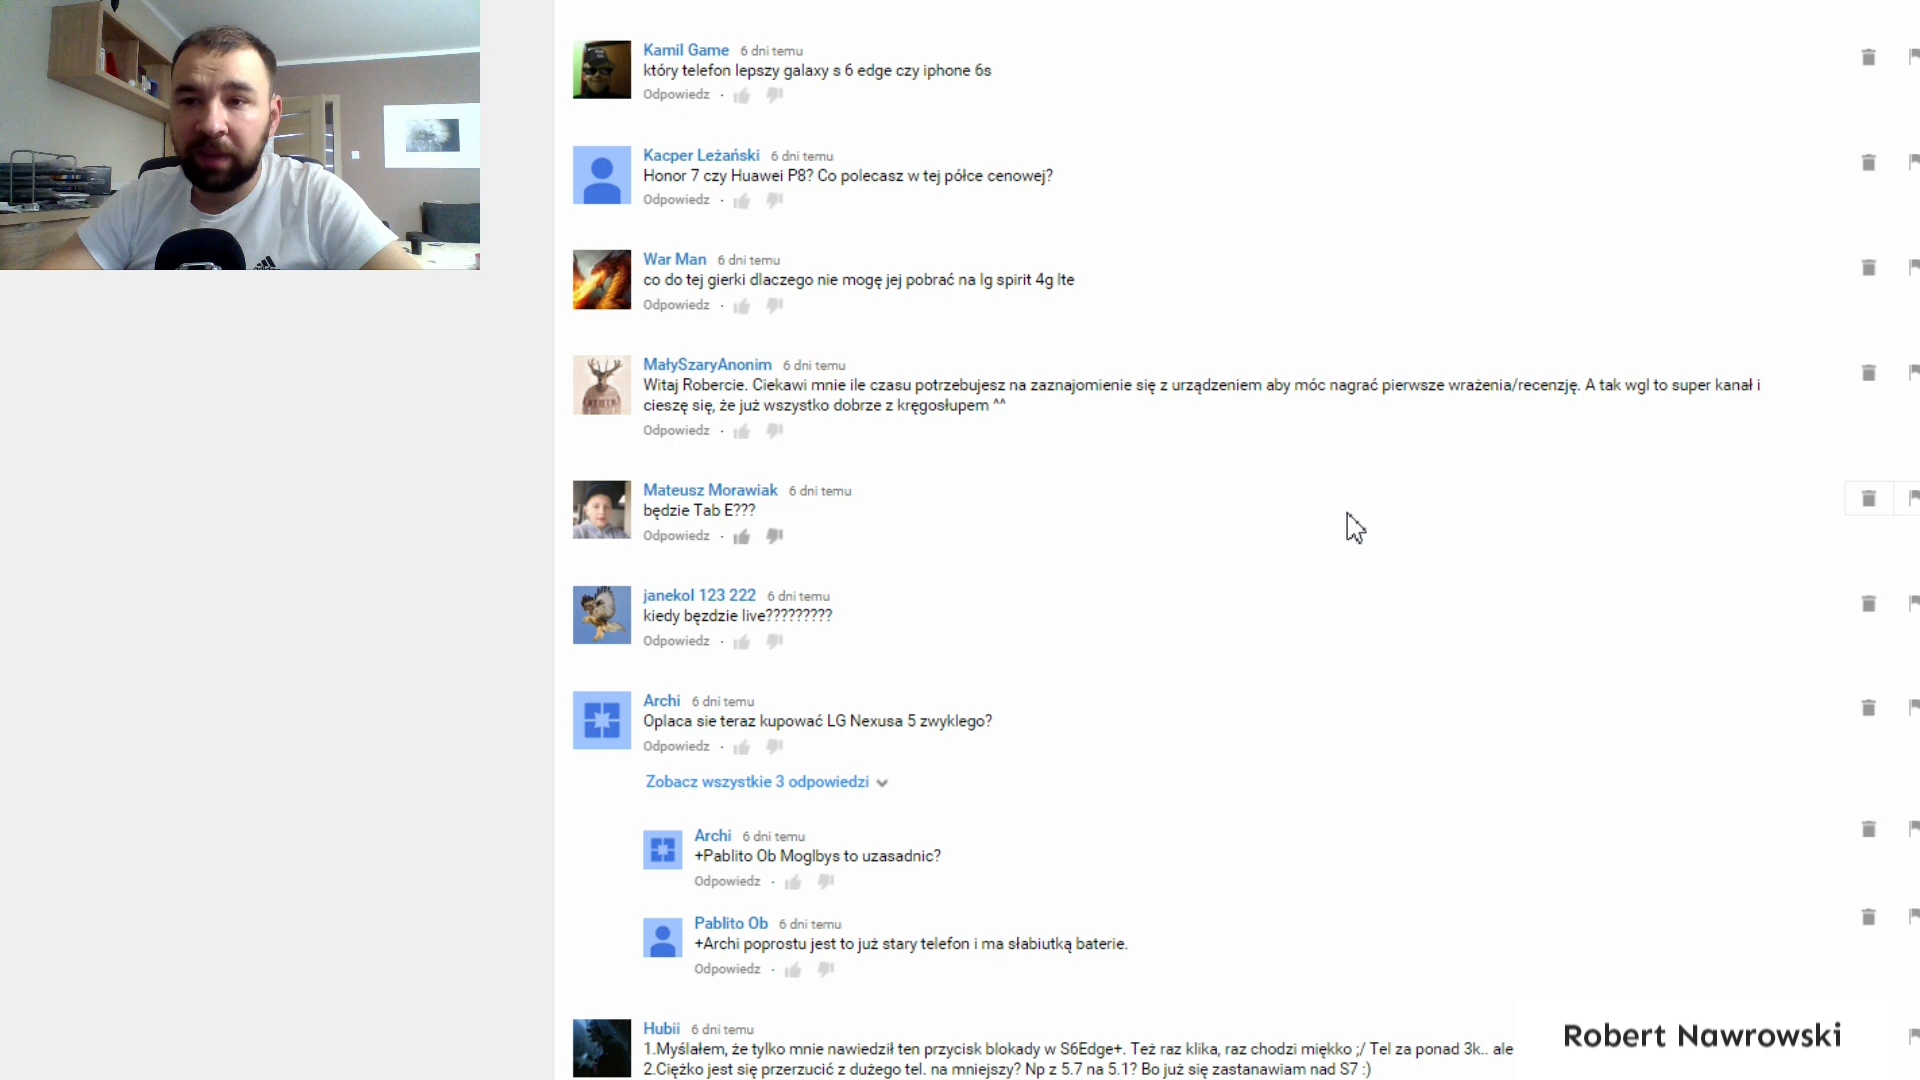 Kamil Game 6 dni temu
który telefon lepszy galaxy s 6 edge czy iphone 6s
Odpowiedz
Kacper Leżański 6 dni temu
Honor 7 czy Huawei P8? Co polecasz w tej półce cenowej?
Odpowiedz
War Man 6 dni temu
co do tej gierki dlaczego nie mogę jej pobrać na lg spirit 4g lte
Odpowiedz
MałySzaryAnonim 6 dni temu
Witaj Robercie. Ciekawi mnie ile czasu potrzebujesz na zaznajomienie się z urządzeniem aby móc nagrać pierwsze wrażenia/recenzję. A tak wgl to super kanał i
cieszę się, że już wszystko dobrze z kręgosłupem ^^
Odpowiedz
Mateusz Morawiak 6 dni temu
będzie Tab E???
Odpowiedz
janekol 123 222 6 dni temu
kiedy bęzdzie live?????????
Odpowiedz
Archi 6 dni temu
Oplaca sie teraz kupować LG Nexusa 5 zwyklego?
Odpowiedz
Zobacz wszystkie 3 odpowiedzi
Archi 6 dni temu
+Pablito Ob Moglbys to uzasadnic?
Odpowiedz
Pablito Ob 6 dni temu
+Archi poprostu jest to już stary telefon i ma słabiutką baterie.
Odpowiedz
Hubii 6 dni temu
1.Myślałem, że tylko mnie nawiedził ten przycisk blokady w S6Edge+. Też raz klika, raz chodzi miękko ;/ Tel za ponad 3k.. ale
2.Ciężko jest się przerzucić z dużego tel. na mniejszy? Np z 5.7 na 5.1? Bo już się zastanawiam nad S7 :)
Robert Nawrowski